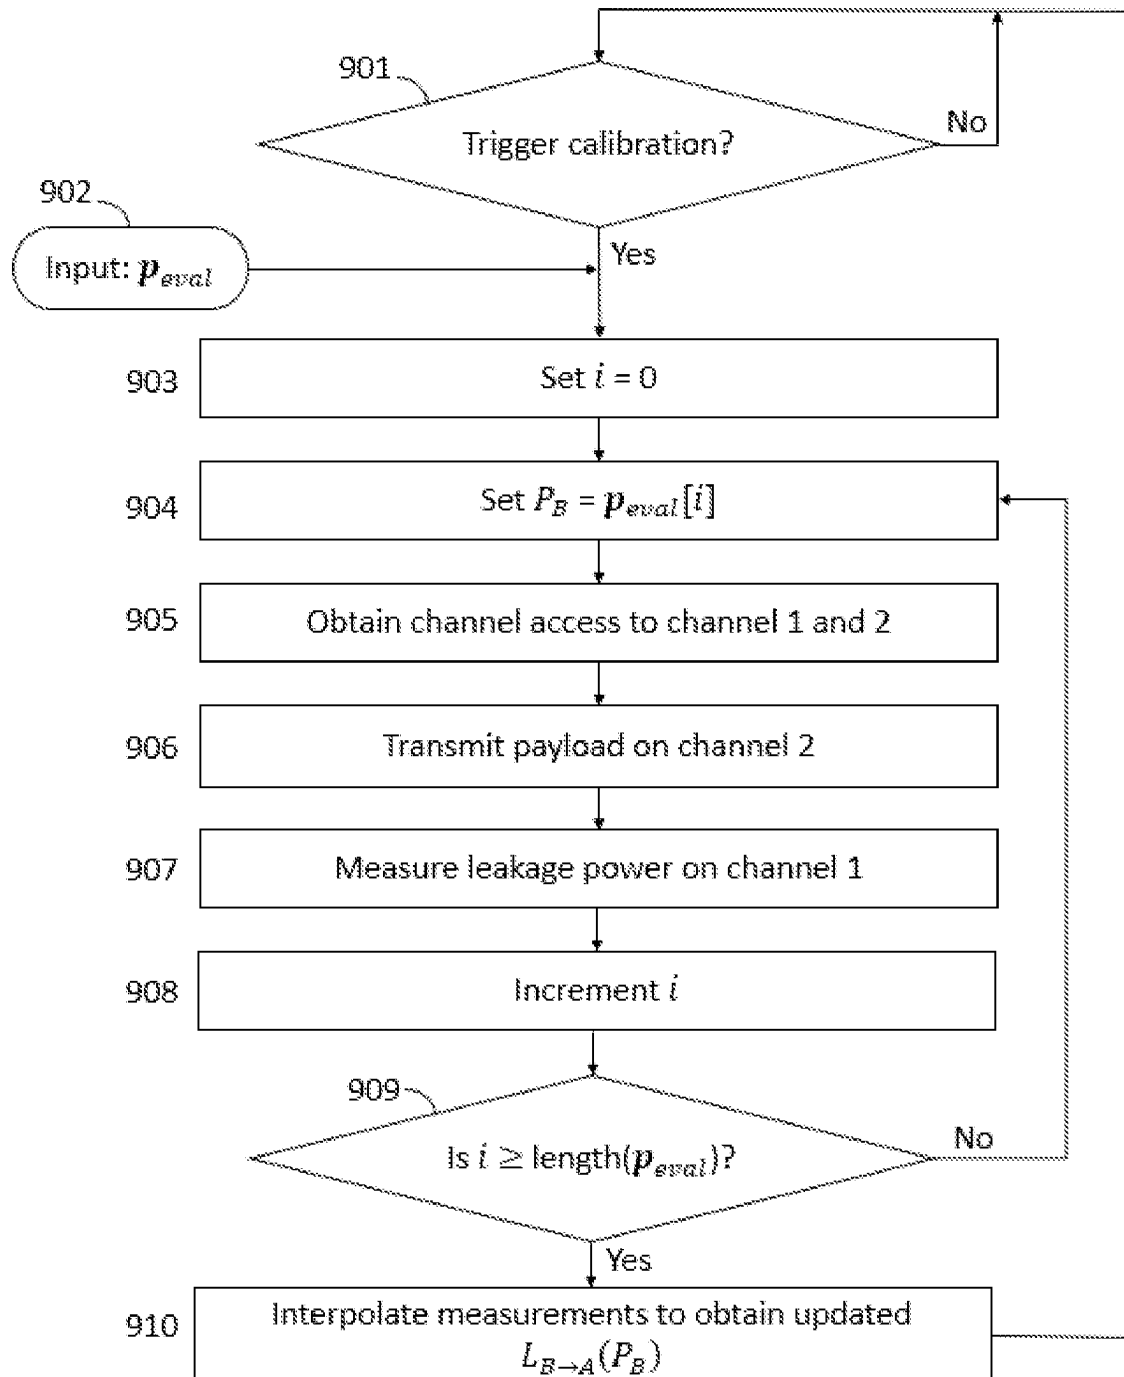 901
Trigger calibration?
No
902
Input: p_eval
Yes
903
Set i = 0
904
Set P_B = p_eval[i]
905
Obtain channel access to channel 1 and 2
906
Transmit payload on channel 2
907
Measure leakage power on channel 1
908
Increment i
909
Is i ≥ length(p_eval)?
No
Yes
910
Interpolate measurements to obtain updated
L_B→A(P_B)